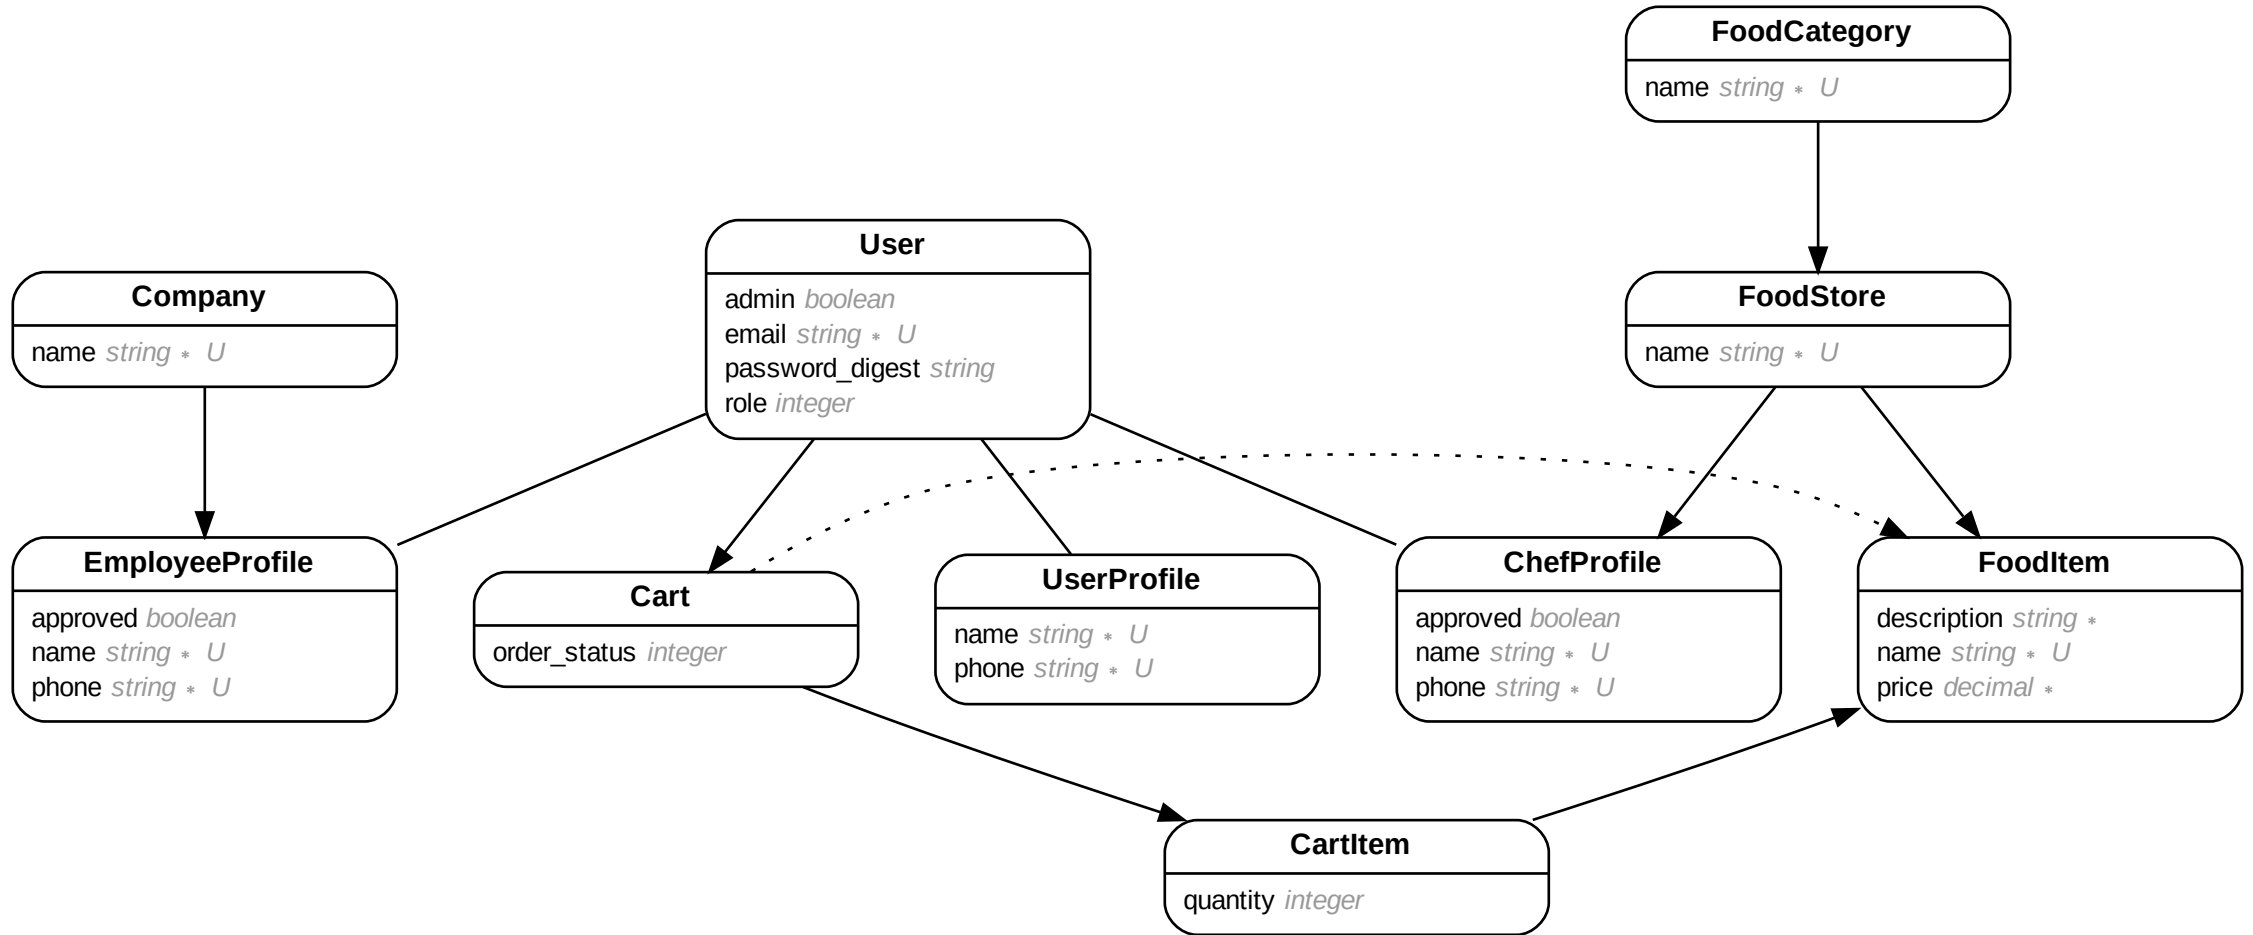 FoodCategory
name string * U
User
admin boolean
email string * U
password_digest string
role integer
Company
name string * U
FoodStore
name string * U
EmployeeProfile
approved boolean
name string * U
phone string * U
Cart
order_status integer
UserProfile
name string * U
phone string * U
ChefProfile
approved boolean
name string * U
phone string * U
FoodItem
description string *
name string * U
price decimal *
CartItem
quantity integer